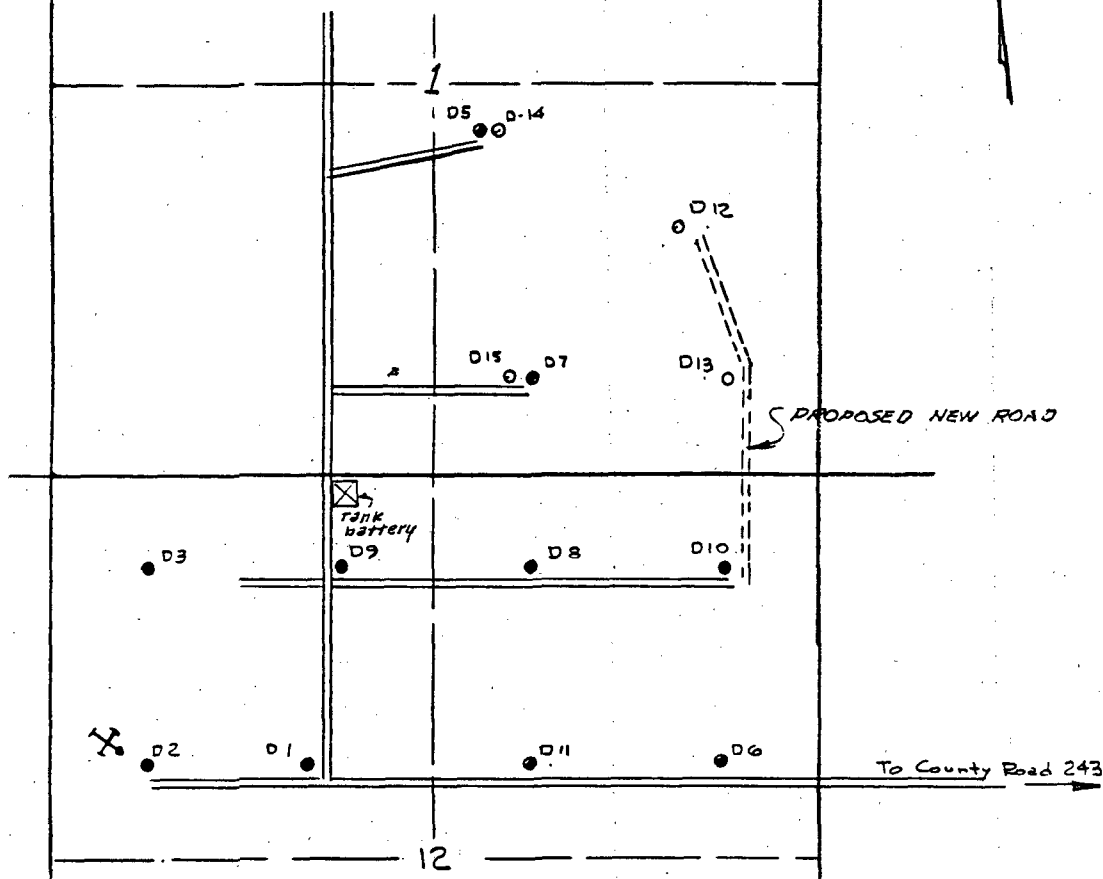 1
D5
D-14
D12
D15
D7
D13
PROPOSED NEW ROAD
Tank
battery
D3
D9
D8
D10
D2
D1
D11
D6
To County Road 243
12